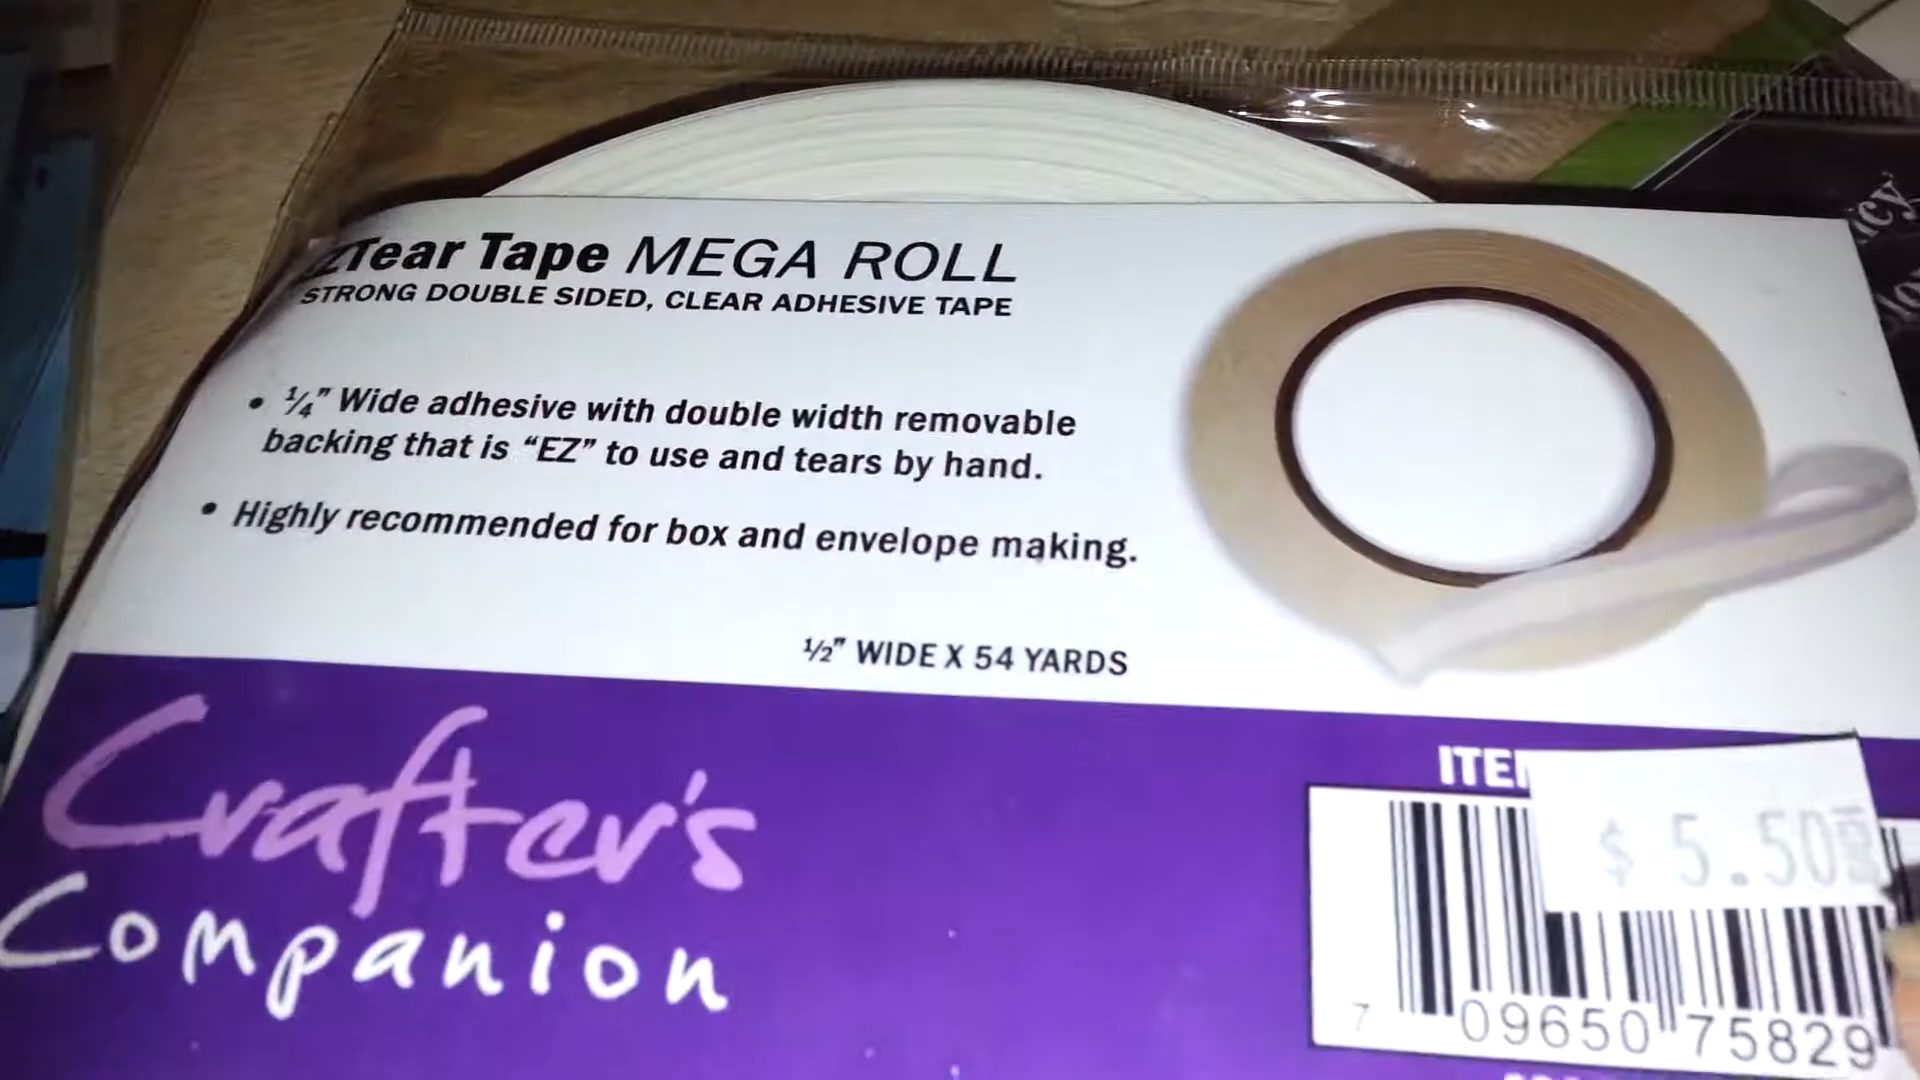 Tear Tape MEGA ROLL
STRONG DOUBLE SIDED, CLEAR ADHESIVE TAPE
• ¼” Wide adhesive with double width removable
backing that is “EZ” to use and tears by hand.
• Highly recommended for box and envelope making.
½” WIDE X 54 YARDS
Crafter's
Companion
$ 5.50
7 09650 75829